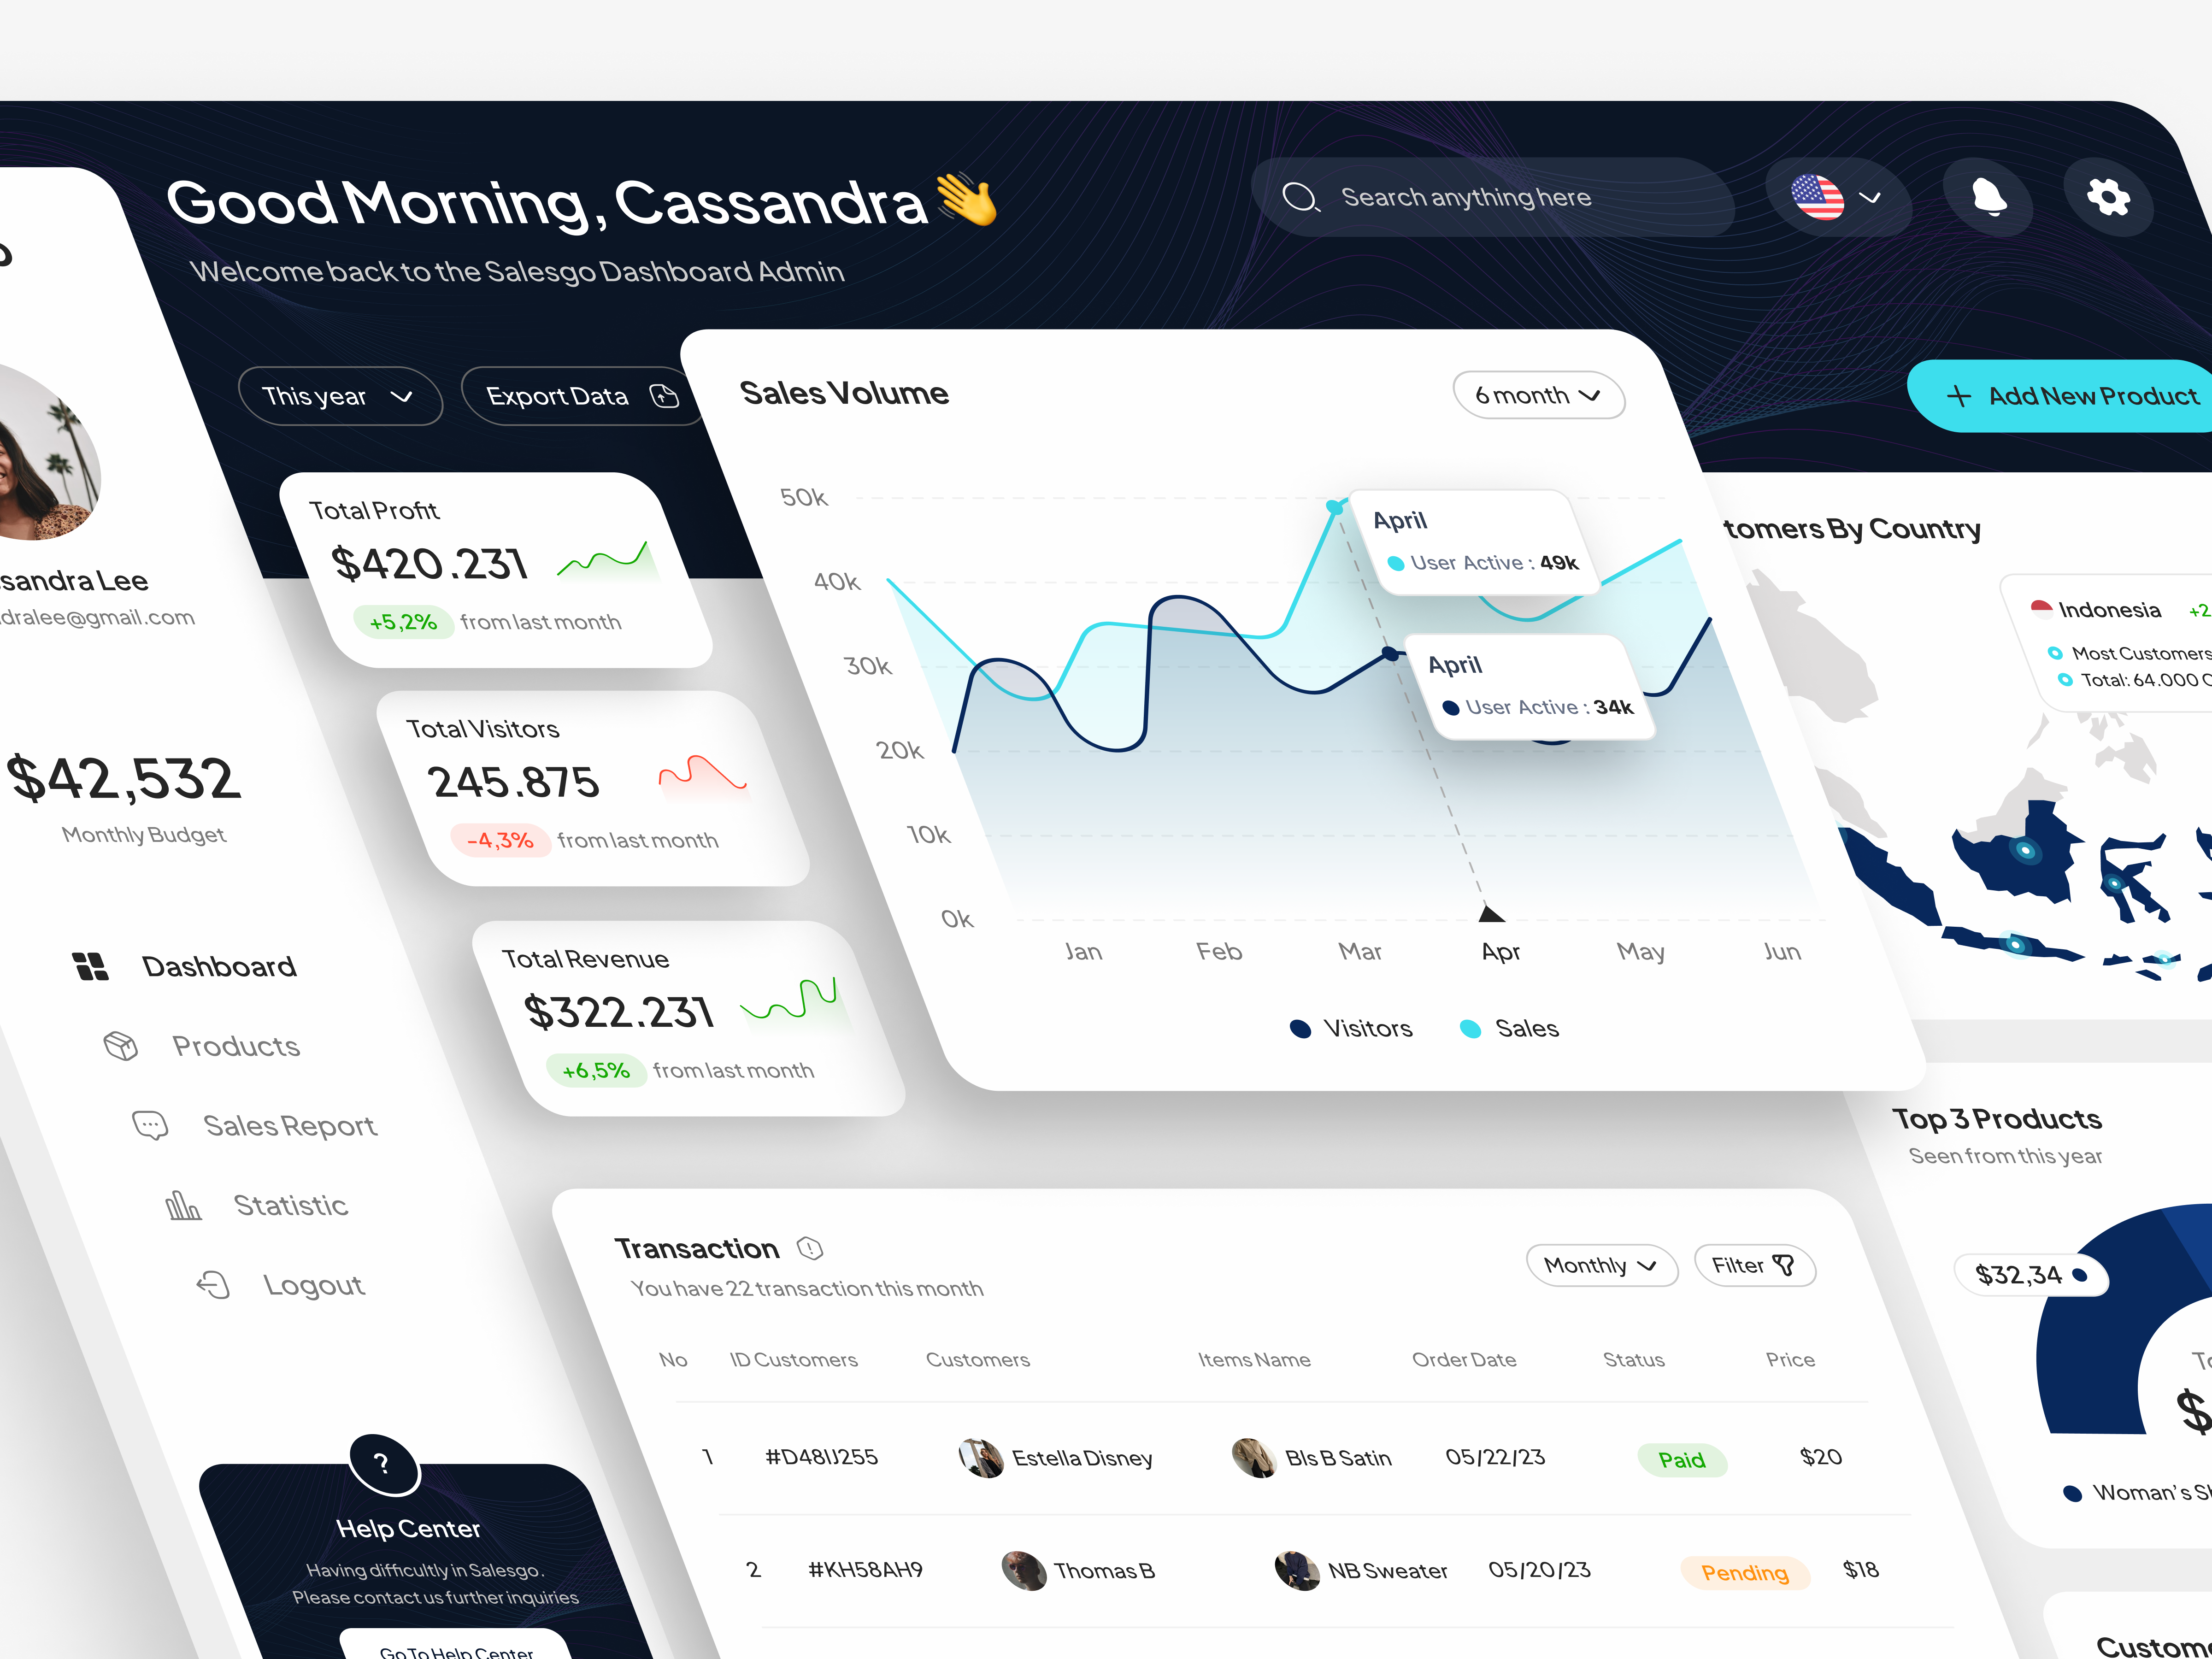 Good Morning, Cassandra
Welcome back to the Salesgo Dashboard Admin
Search anything here
This year
Export Data
Add New Product
sandra Lee
dralee@gmail.com
$42,532
Monthly Budget
Dashboard
Products
Sales Report
Statistic
Logout
?
Help Center
Having difficultly in Salesgo.
Please contact us further inquiries
Go To Help Center
Total Profit
$420.231
+5,2% from last month
Total Visitors
245.875
-4,3% from last month
Total Revenue
$322.231
+6,5% from last month
Sales Volume
6 month
50k
40k
30k
20k
10k
0k
April
User Active : 49k
April
User Active : 34k
Jan Feb Mar Apr May Jun
Visitors Sales
tomers By Country
Indonesia +2
Most Customers
Total: 64.000
Top 3 Products
Seen from this year
$32,34
$
Woman's
Transaction
You have 22 transaction this month
Monthly
Filter
No ID Customers Customers Items Name Order Date Status Price
1 #D48IJ255 Estella Disney Bls B Satin 05/22/23 Paid $20
2 #KH58AH9 Thomas B NB Sweater 05/20/23 Pending $18
Custome